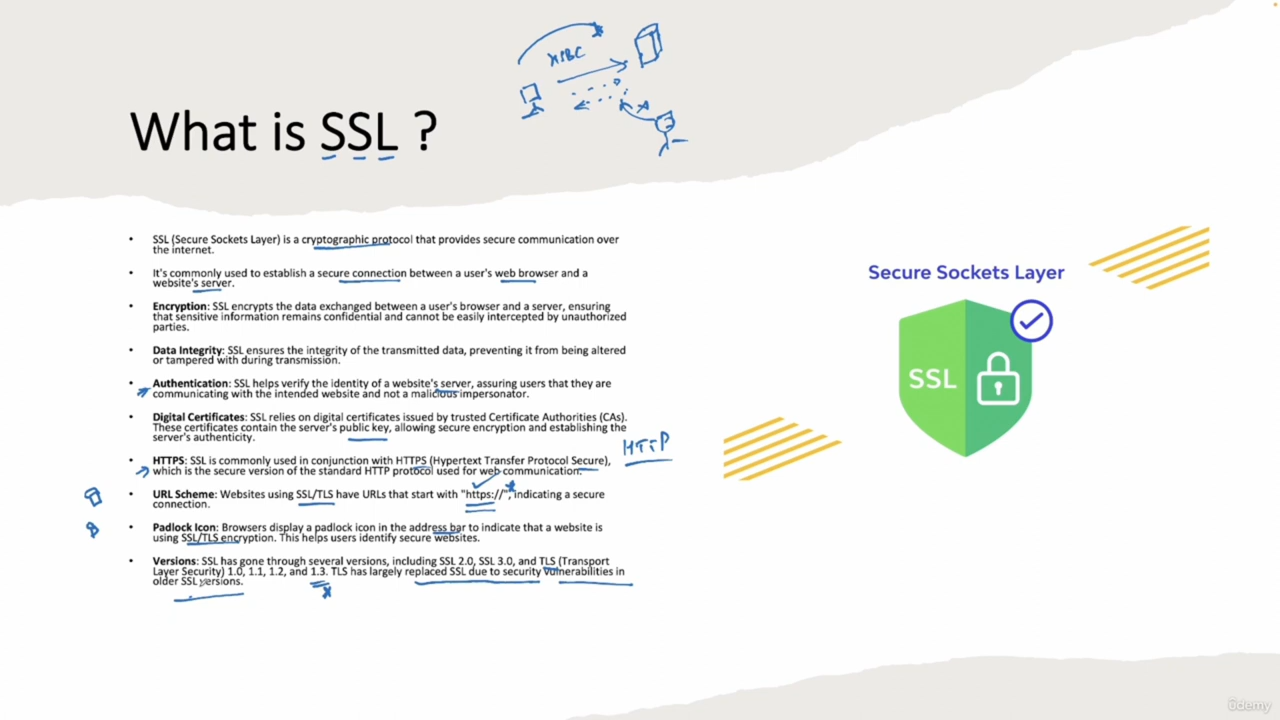 What is SSL ?
• SSL (Secure Sockets Layer) is a cryptographic protocol that provides secure communication over
the internet.
• It's commonly used to establish a secure connection between a user's web browser and a
website's server.
• Encryption: SSL encrypts the data exchanged between a user's browser and a server, ensuring
that sensitive information remains confidential and cannot be easily intercepted by unauthorized
parties.
• Data Integrity: SSL ensures the integrity of the transmitted data, preventing it from being altered
or tampered with during transmission.
• Authentication: SSL helps verify the identity of a website's server, assuring users that they are
communicating with the intended website and not a malicious impersonator.
• Digital Certificates: SSL relies on digital certificates issued by trusted Certificate Authorities (CAs).
These certificates contain the server's public key, allowing secure encryption and establishing the
server's authenticity.
HTTP
• HTTPS: SSL is commonly used in conjunction with HTTPS (Hypertext Transfer Protocol Secure),
which is the secure version of the standard HTTP protocol used for web communication.
• URL Scheme: Websites using SSL/TLS have URLs that start with "https://", indicating a secure
connection.
• Padlock Icon: Browsers display a padlock icon in the address bar to indicate that a website is
using SSL/TLS encryption. This helps users identify secure websites.
• Versions: SSL has gone through several versions, including SSL 2.0, SSL 3.0, and TLS (Transport
Layer Security) 1.0, 1.1, 1.2, and 1.3. TLS has largely replaced SSL due to security vulnerabilities in
older SSL versions.
Secure Sockets Layer
SSL
ûdemy